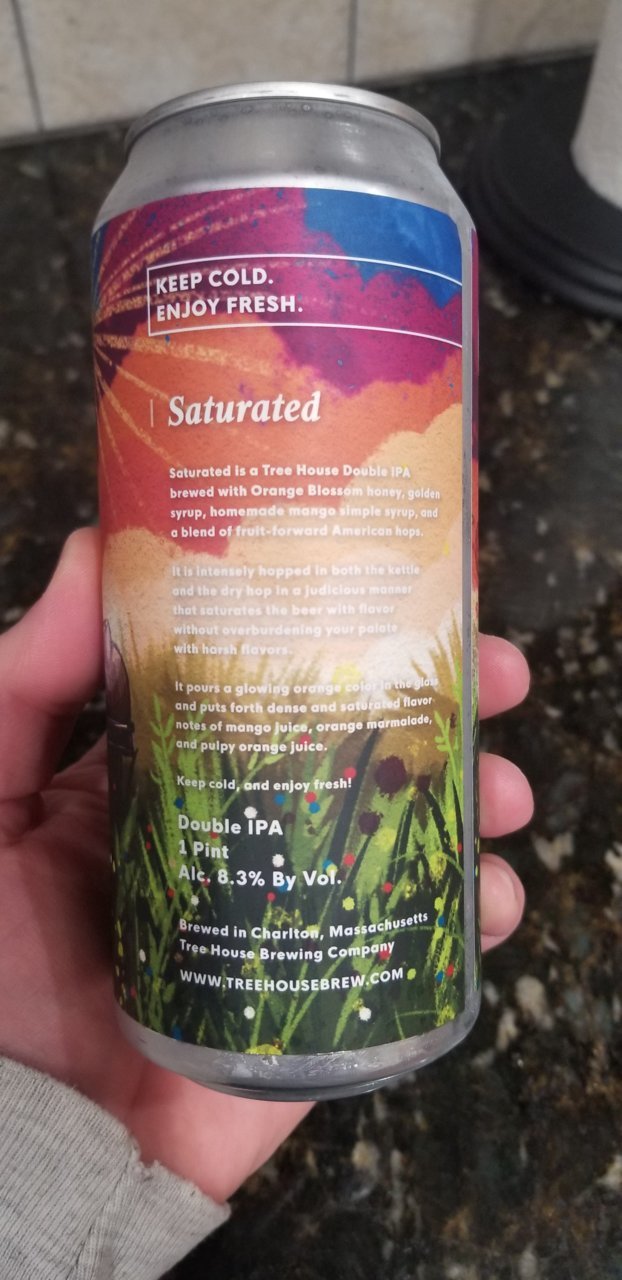 KEEP COLD.
ENJOY FRESH.
Saturated
Saturated is a Tree House Double IPA
brewed with Orange Blossom honey, golden
syrup, homemade mango simple syrup, and
a blend of fruit-forward American hops.
It is intensely hopped in both the kettle
and the dry hop in a judicious manner
that saturates the beer with flavor
without overburdening your palate
with harsh flavors.
It pours a glowing orange color in the glass
and puts forth dense and saturated flavor
notes of mango juice, orange marmalade,
and pulpy orange juice.
Keep cold, and enjoy fresh!
Double IPA
1 Pint
Alc. 8.3% By Vol.
Brewed in Charlton, Massachusetts
Tree House Brewing Company
WWW.TREEHOUSEBREW.COM